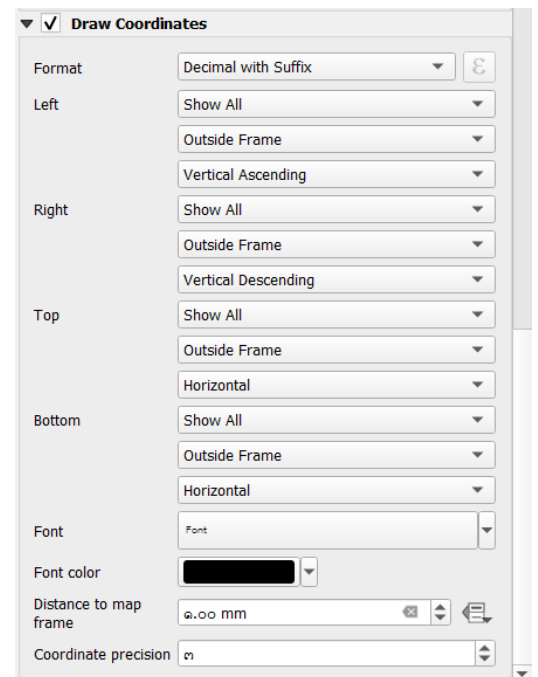 Draw Coordinates
Format Decimal with Suffix ε
Left Show All
Outside Frame
Vertical Ascending
Right Show All
Outside Frame
Vertical Descending
Top Show All
Outside Frame
Horizontal
Bottom Show All
Outside Frame
Horizontal
Font Font
Font color
Distance to map
frame ๑.๐๐ mm
Coordinate precision ๓